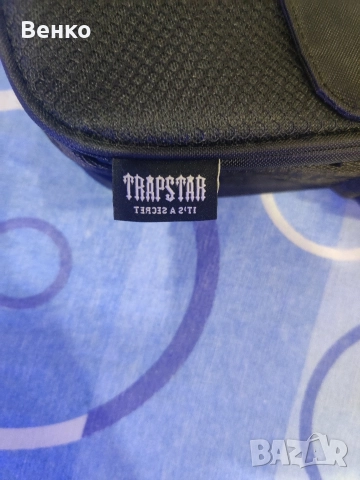 Венко
TRAPSTAR
IT'S A SECRET
BAZAR